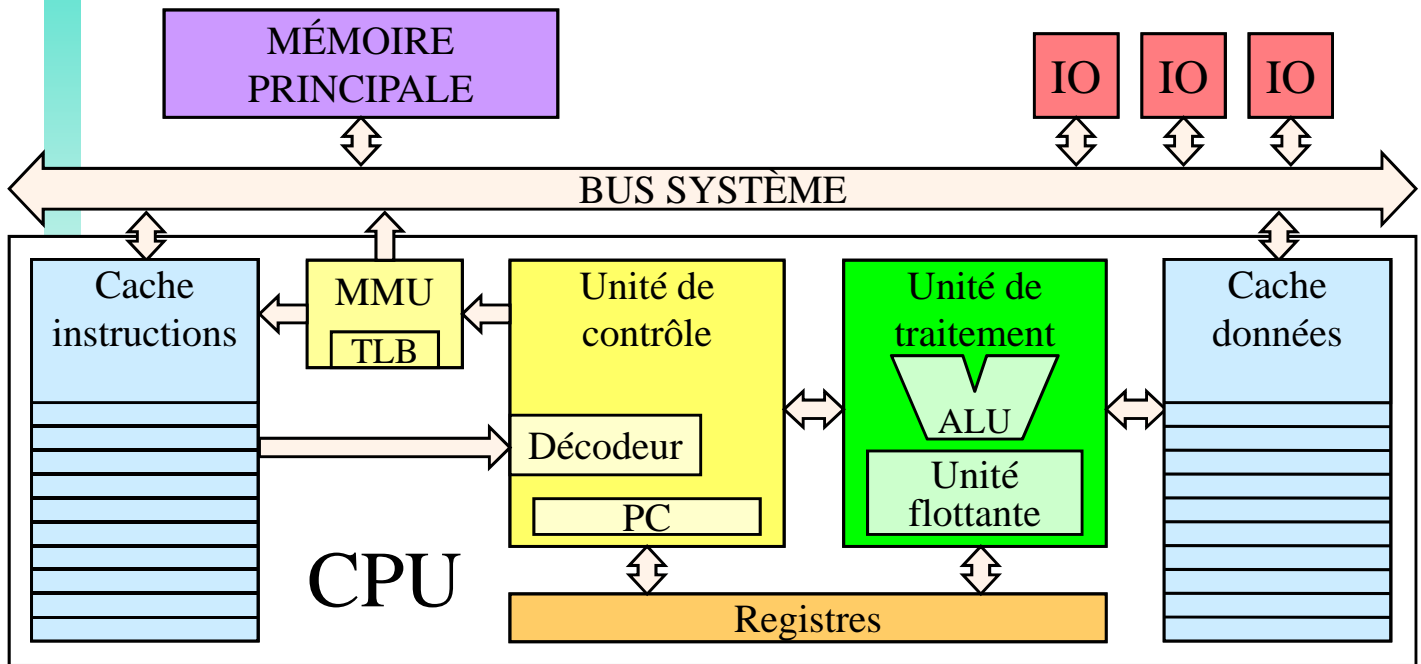 MÉMOIRE
PRINCIPALE
IO
IO
IO
BUS SYSTÈME
Cache
instructions
MMU
TLB
Unité de
contrôle
Décodeur
PC
Unité de
traitement
ALU
Unité
flottante
Cache
données
CPU
Registres